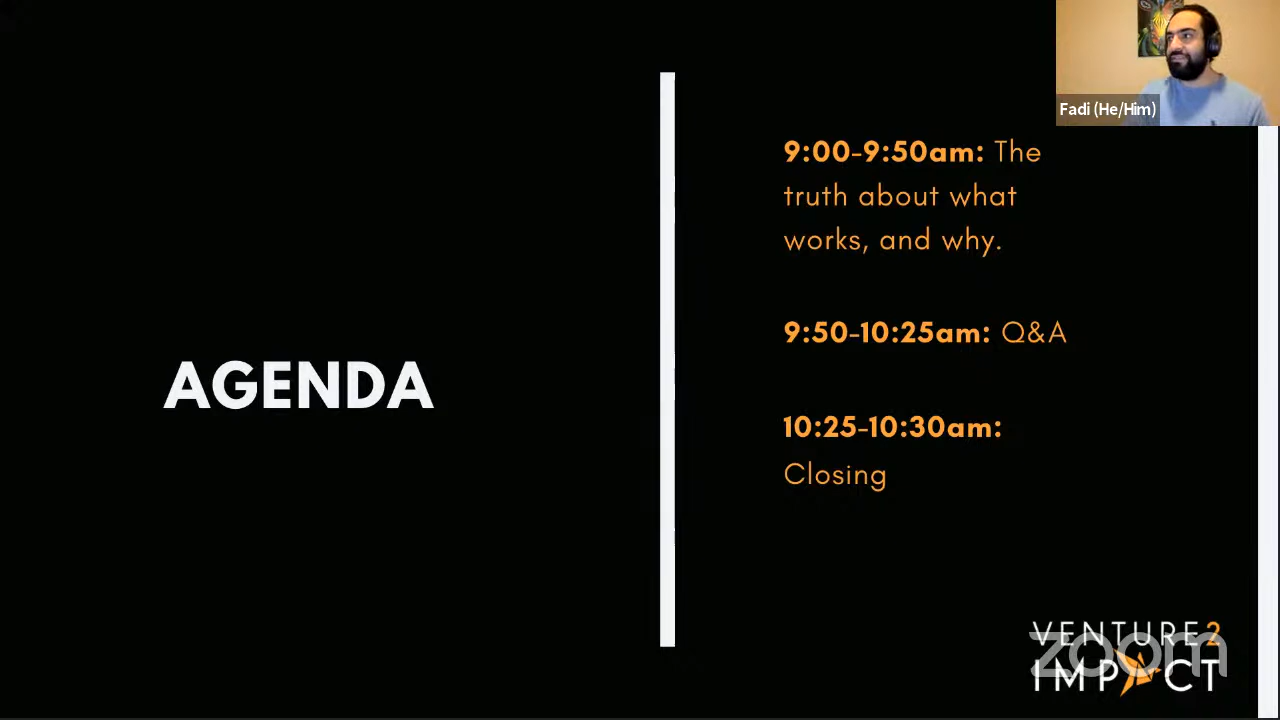 Fadi (He/Him)
9:00-9:50am: The
truth about what
works, and why.
9:50-10:25am: Q&A
AGENDA
10:25-10:30am:
Closing
VENTURE2
zoom
IMPACT